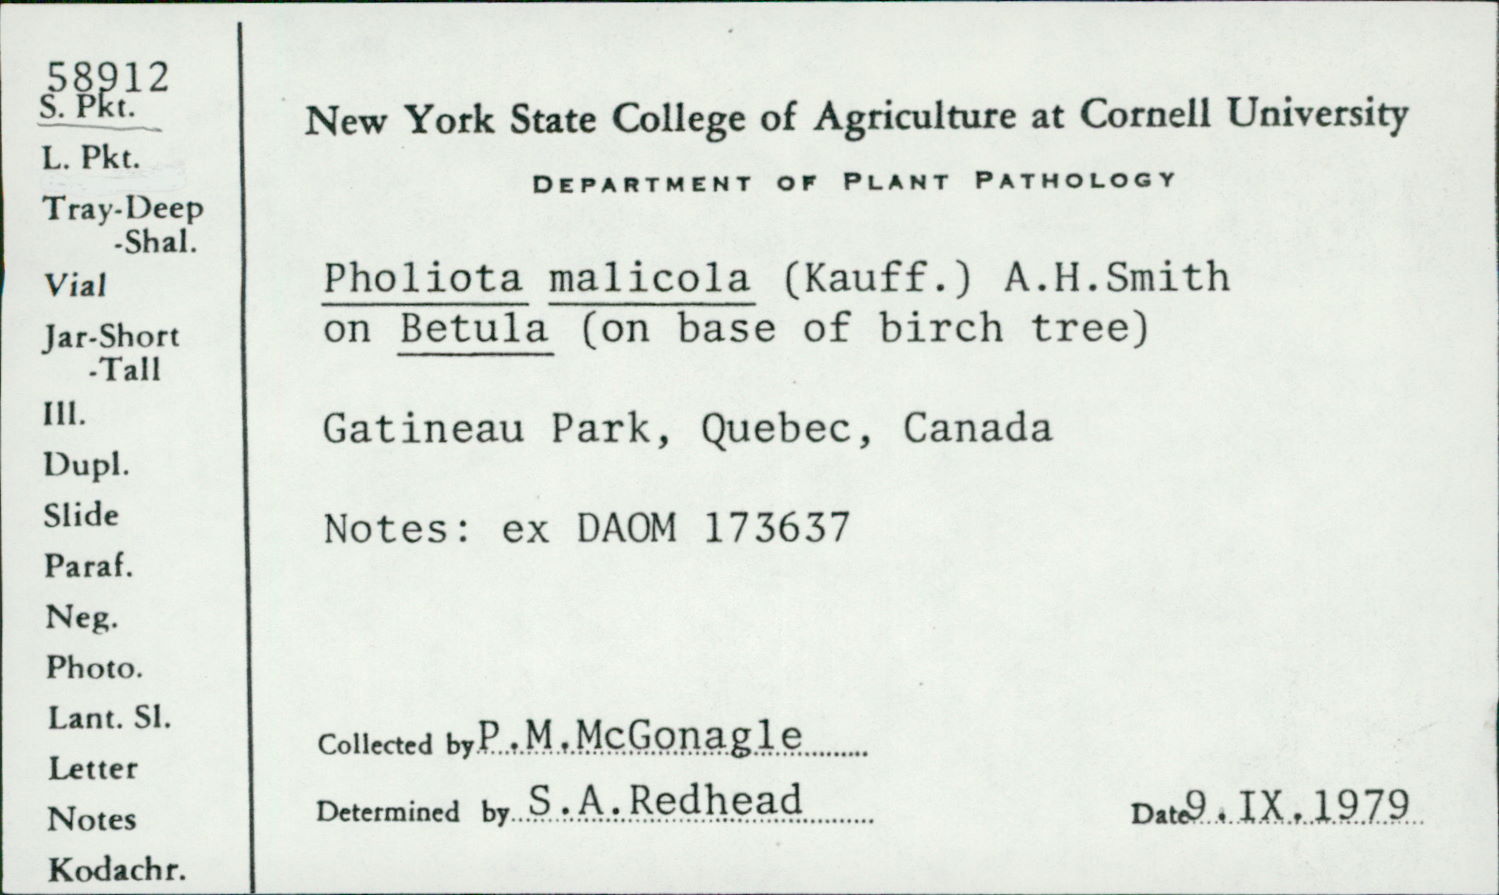 58912
S. Pkt.
L. Pkt.
Tray-Deep
-Shal.
Vial
Jar-Short
-Tall
Ill.
Dupl.
Slide
Paraf.
Neg.
Photo.
Lant. Sl.
Letter
Notes
Kodachr.
New York State College of Agriculture at Cornell University
DEPARTMENT OF PLANT PATHOLOGY
Pholiota malicola (Kauff.) A.H.Smith
on Betula (on base of birch tree)
Gatineau Park, Quebec, Canada
Notes: ex DAOM 173637
Collected by P.M.McGonagle
Determined by S.A.Redhead
Date 9.IX.1979